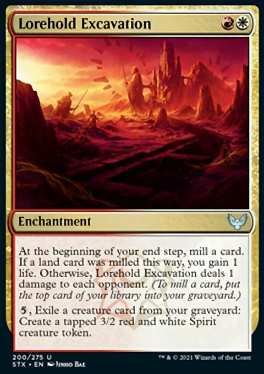 Lorehold Excavation
Enchantment
At the beginning of your end step, mill a card.
If a land card was milled this way, you gain 1
life. Otherwise, Lorehold Excavation deals 1
damage to each opponent. (To mill a card, put
the top card of your library into your graveyard.)
5, Exile a creature card from your graveyard:
Create a tapped 3/2 red and white Spirit
creature token.
200/275 U
STX • EN JINHO BAE
™ & © 2021 Wizards of the Coast